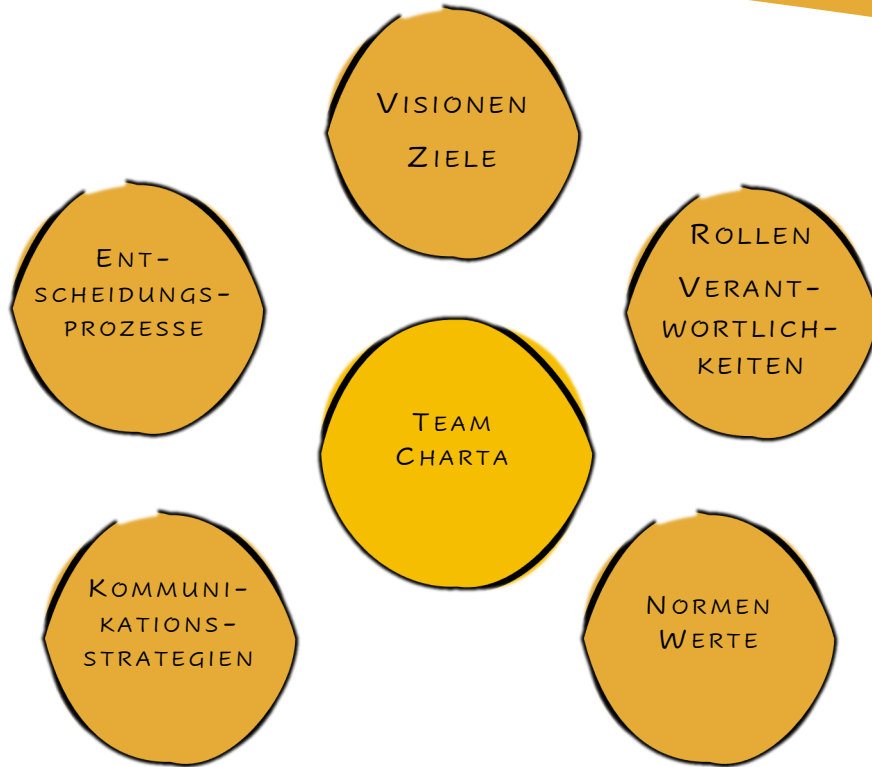 Visionen
Ziele
Ent-
scheidungs-
prozesse
Rollen
Verant-
wortlich-
keiten
Team
Charta
Kommuni-
kations-
strategien
Normen
Werte